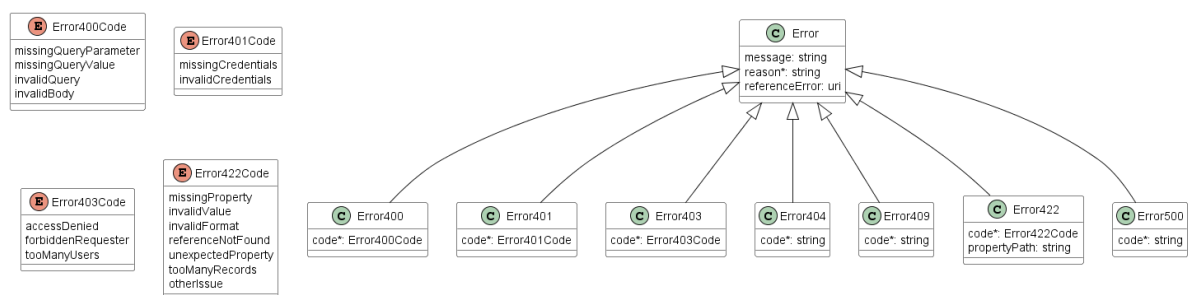 E Error400Code
missingQueryParameter
missingQueryValue
invalidQuery
invalidBody
E Error401Code
missingCredentials
invalidCredentials
C Error
message: string
reason*: string
referenceError: uri
E Error403Code
accessDenied
forbiddenRequester
tooManyUsers
E Error422Code
missingProperty
invalidValue
invalidFormat
referenceNotFound
unexpectedProperty
tooManyRecords
otherIssue
C Error400
code*: Error400Code
C Error401
code*: Error401Code
C Error403
code*: Error403Code
C Error404
code*: string
C Error409
code*: string
C Error422
code*: Error422Code
propertyPath: string
C Error500
code*: string